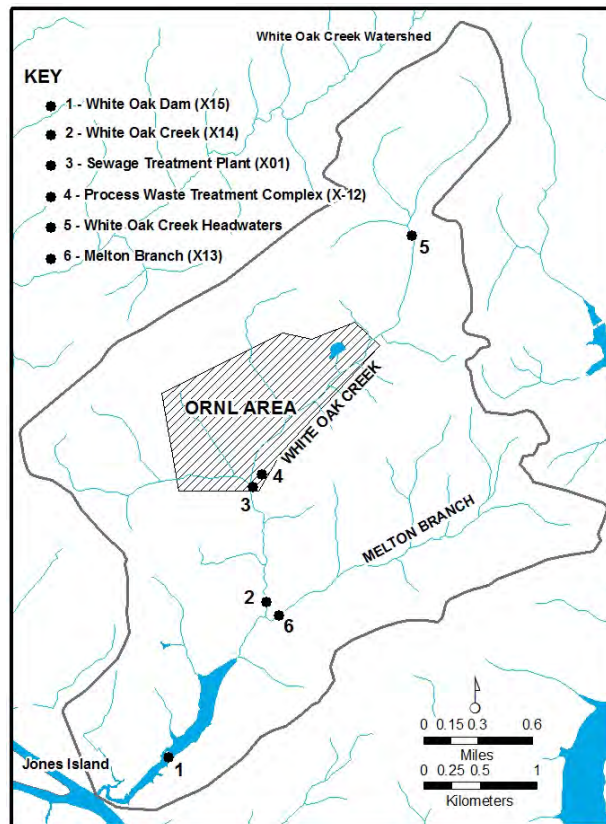 White Oak Creek Watershed
KEY
1 - White Oak Dam (X15)
2 - White Oak Creek (X14)
3 - Sewage Treatment Plant (X01)
4 - Process Waste Treatment Complex (X-12)
5 - White Oak Creek Headwaters
6 - Melton Branch (X13)
5
ORNL AREA
WHITE OAK CREEK
4
3
MELTON BRANCH
2
6
1
Jones Island
0 0.15 0.3 0.6
Miles
0 0.25 0.5 1
Kilometers